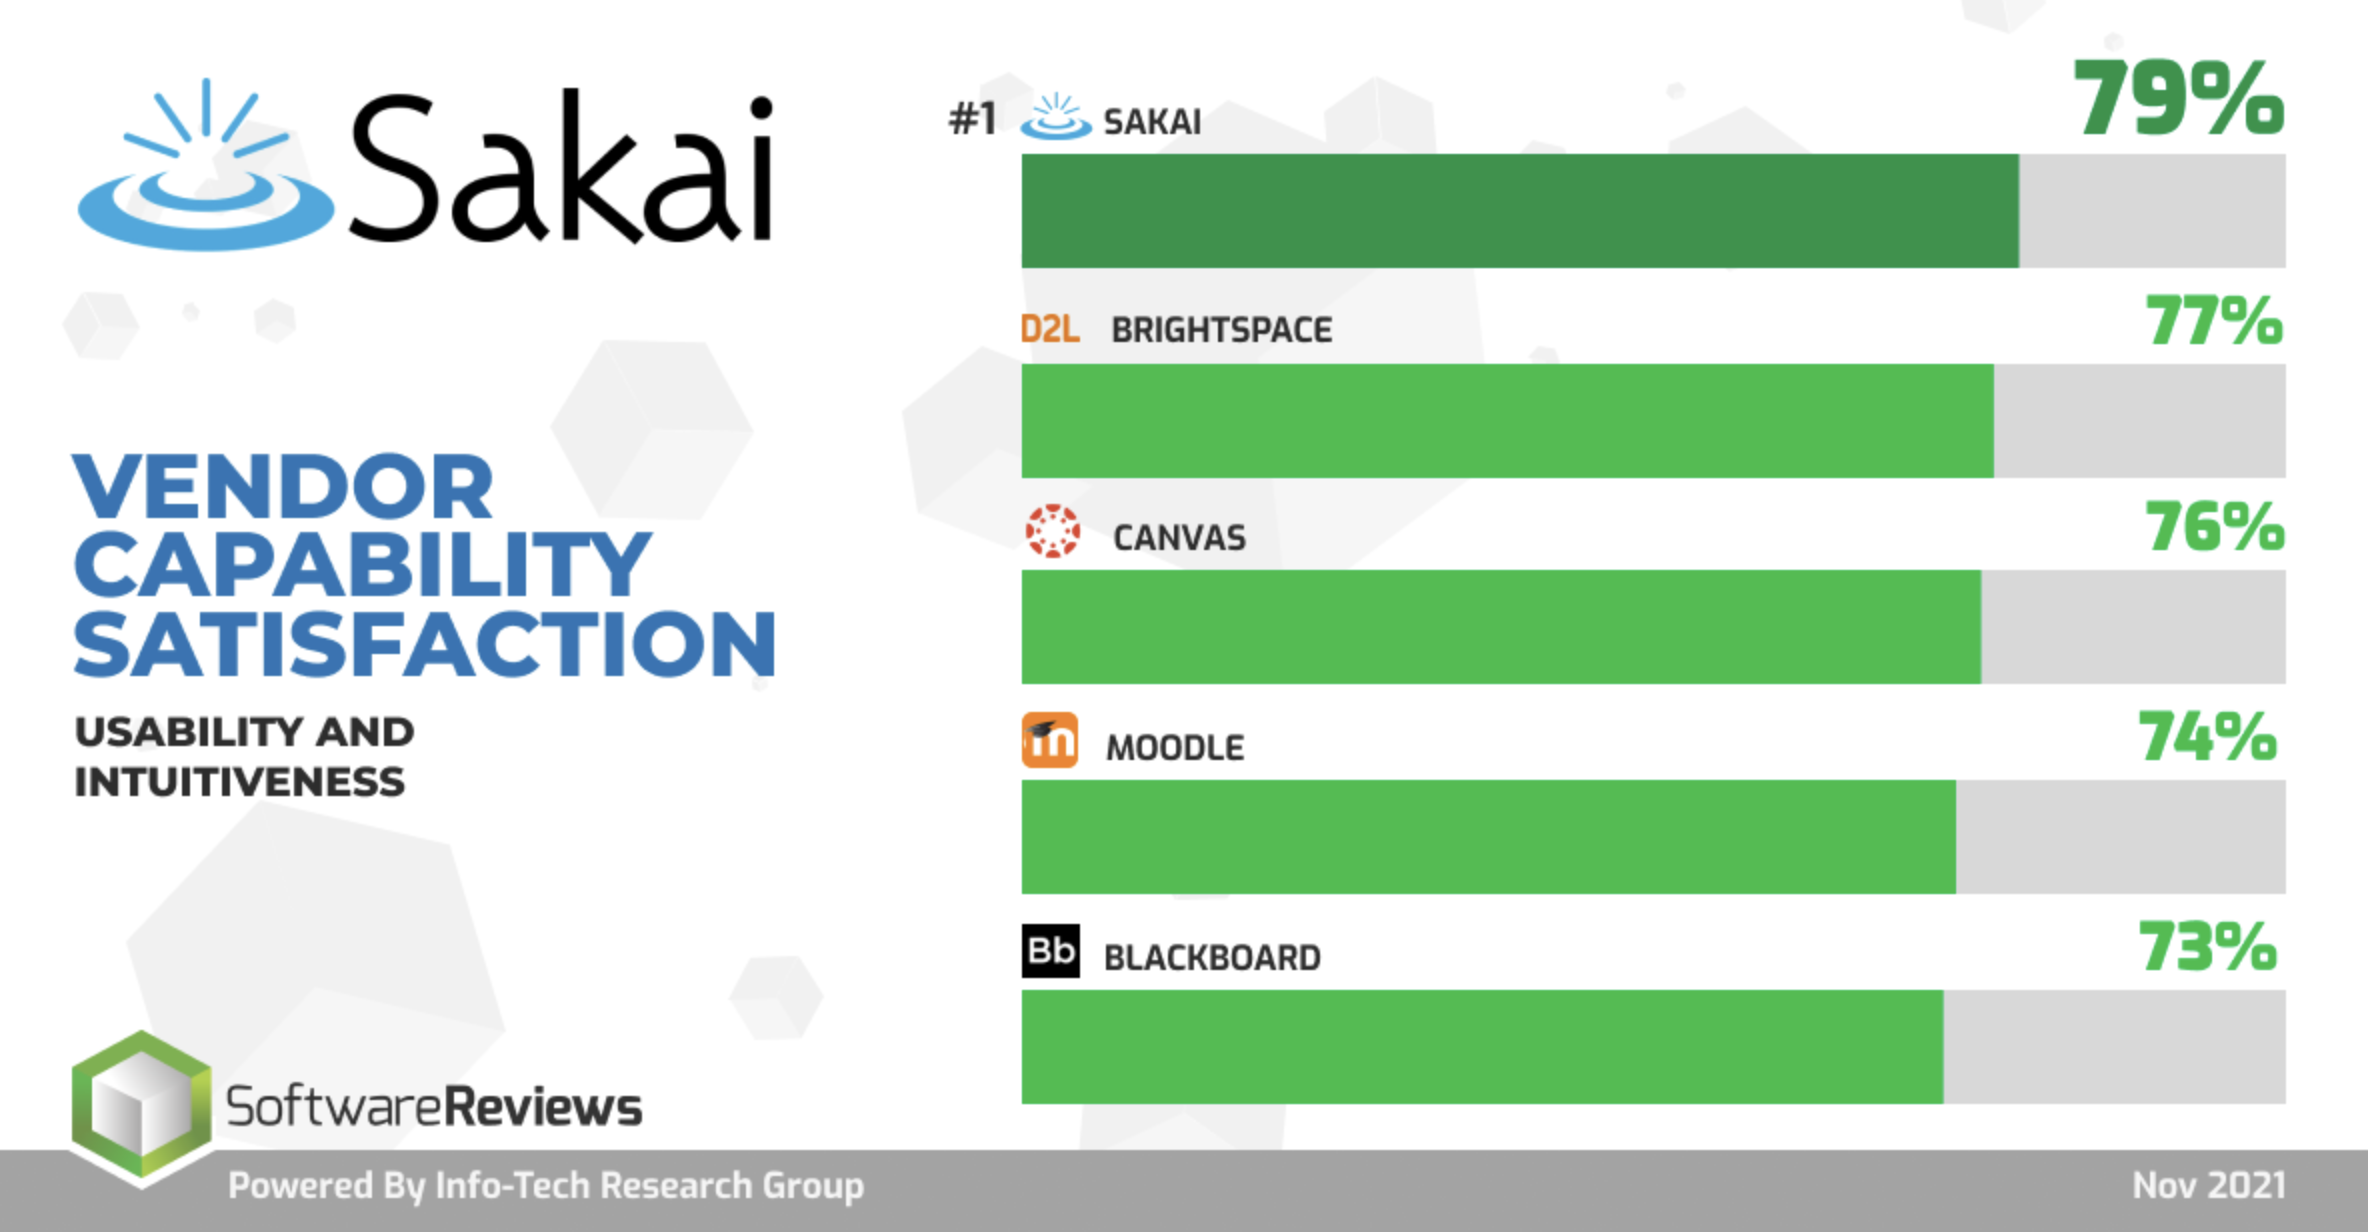 Sakai
VENDOR
CAPABILITY
SATISFACTION
USABILITY AND
INTUITIVENESS
#1 SAKAI 79%
D2L BRIGHTSPACE 77%
CANVAS 76%
m MOODLE 74%
Bb BLACKBOARD 73%
SoftwareReviews
Powered By Info-Tech Research Group
Nov 2021